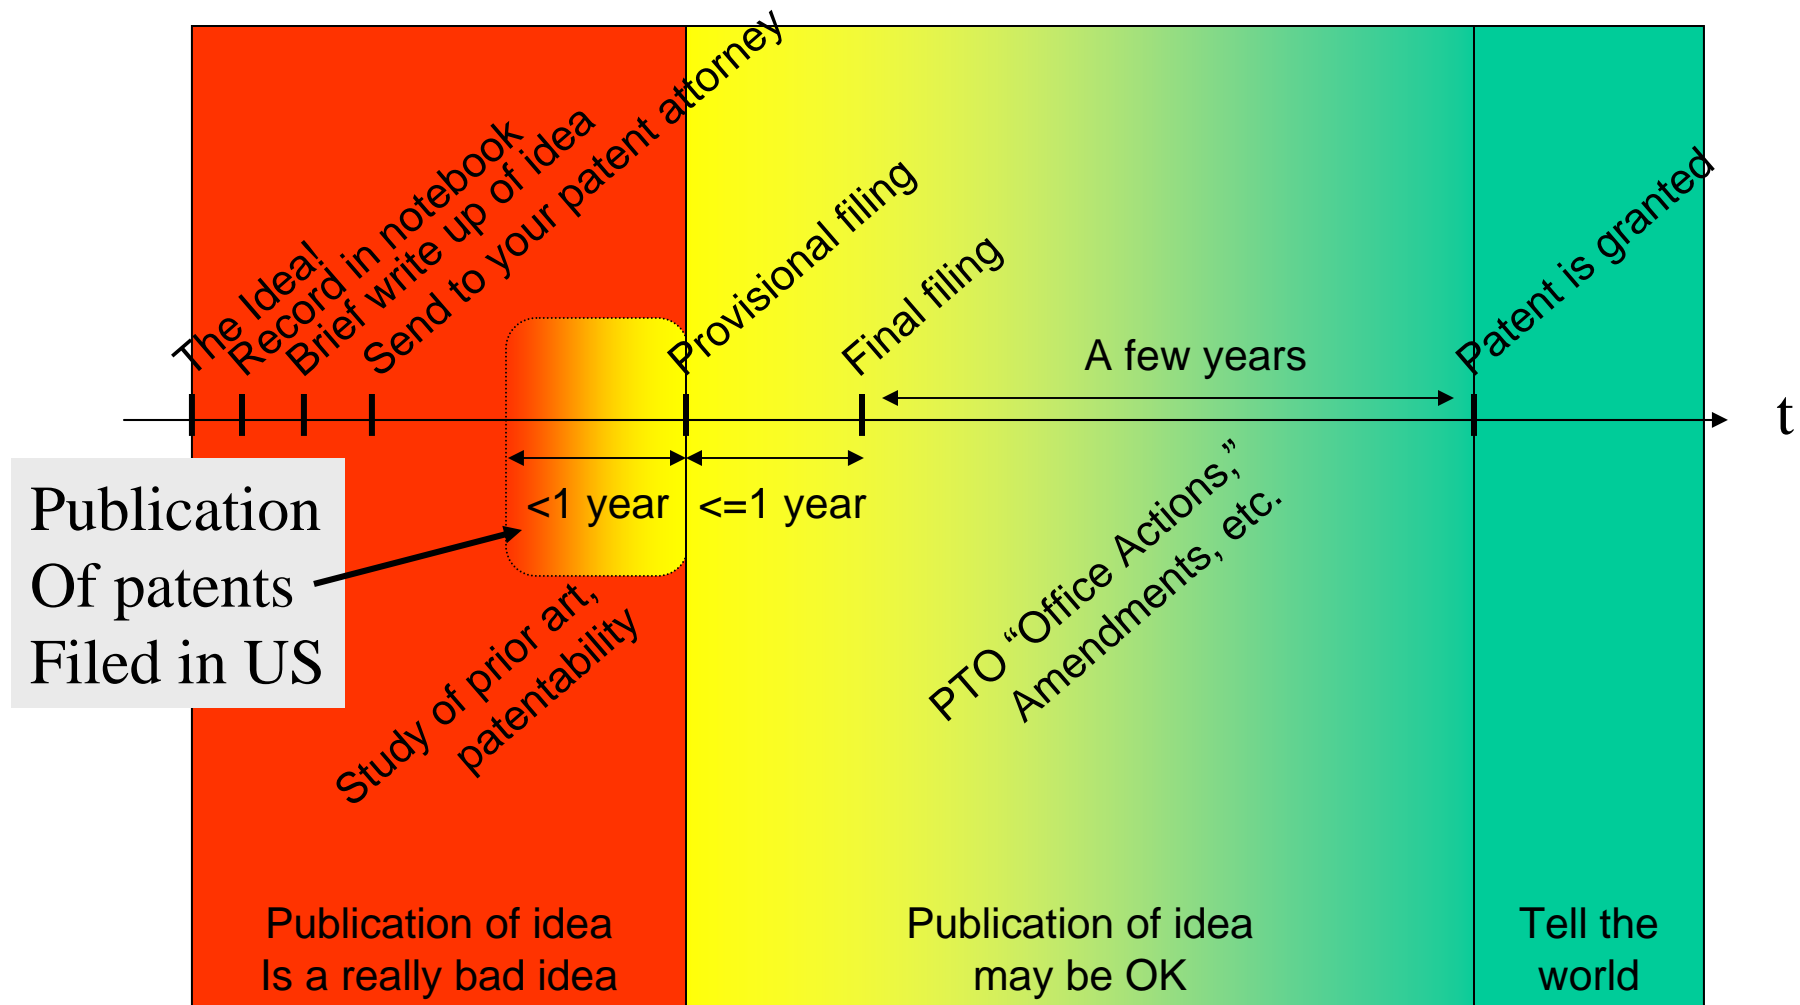 The Idea!
Record in notebook
Brief write up of idea
Send to your patent attorney
Provisional filing
Final filing
A few years
Patent is granted
t
<1 year
<=1 year
Publication
Of patents
Filed in US
Study of prior art,
patentability
PTO “Office Actions,”
Amendments, etc.
Publication of idea
Is a really bad idea
Publication of idea
may be OK
Tell the
world